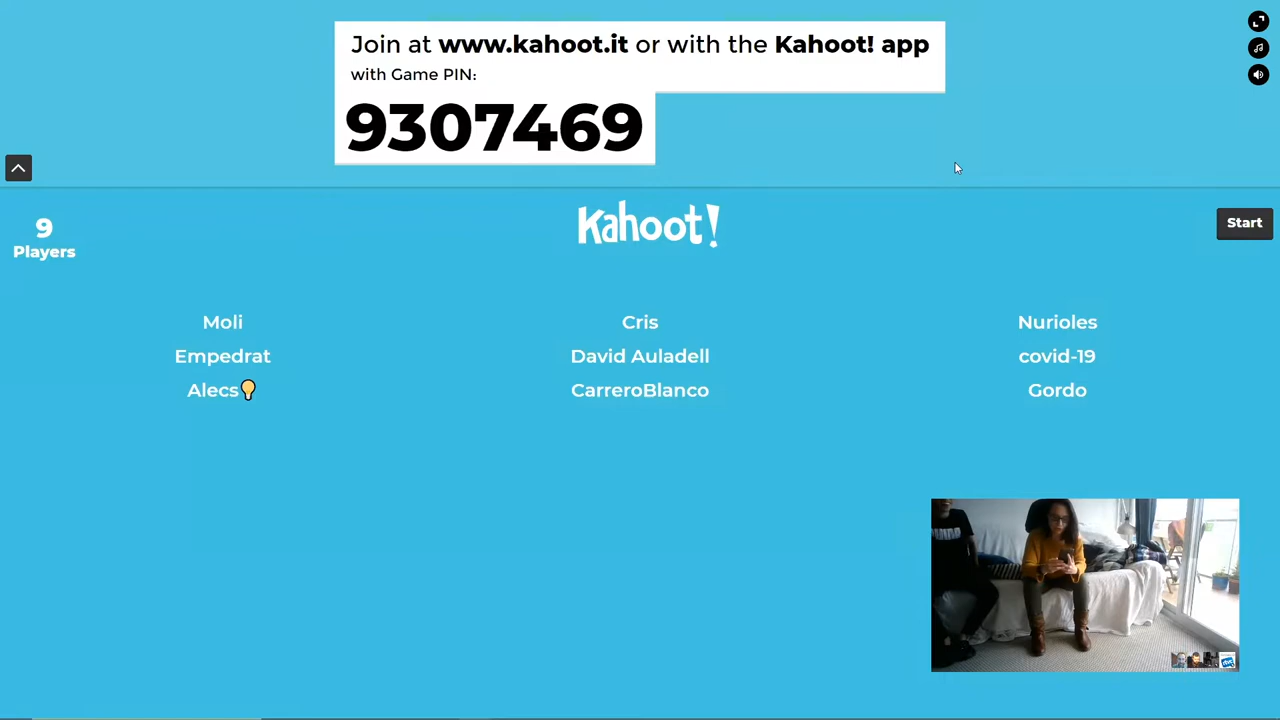 Join at www.kahoot.it or with the Kahoot! app
with Game PIN:
9307469
9
Players
Kahoot!
Start
Moli
Cris
Nurioles
Empedrat
David Auladell
covid-19
Alecs
CarreroBlanco
Gordo